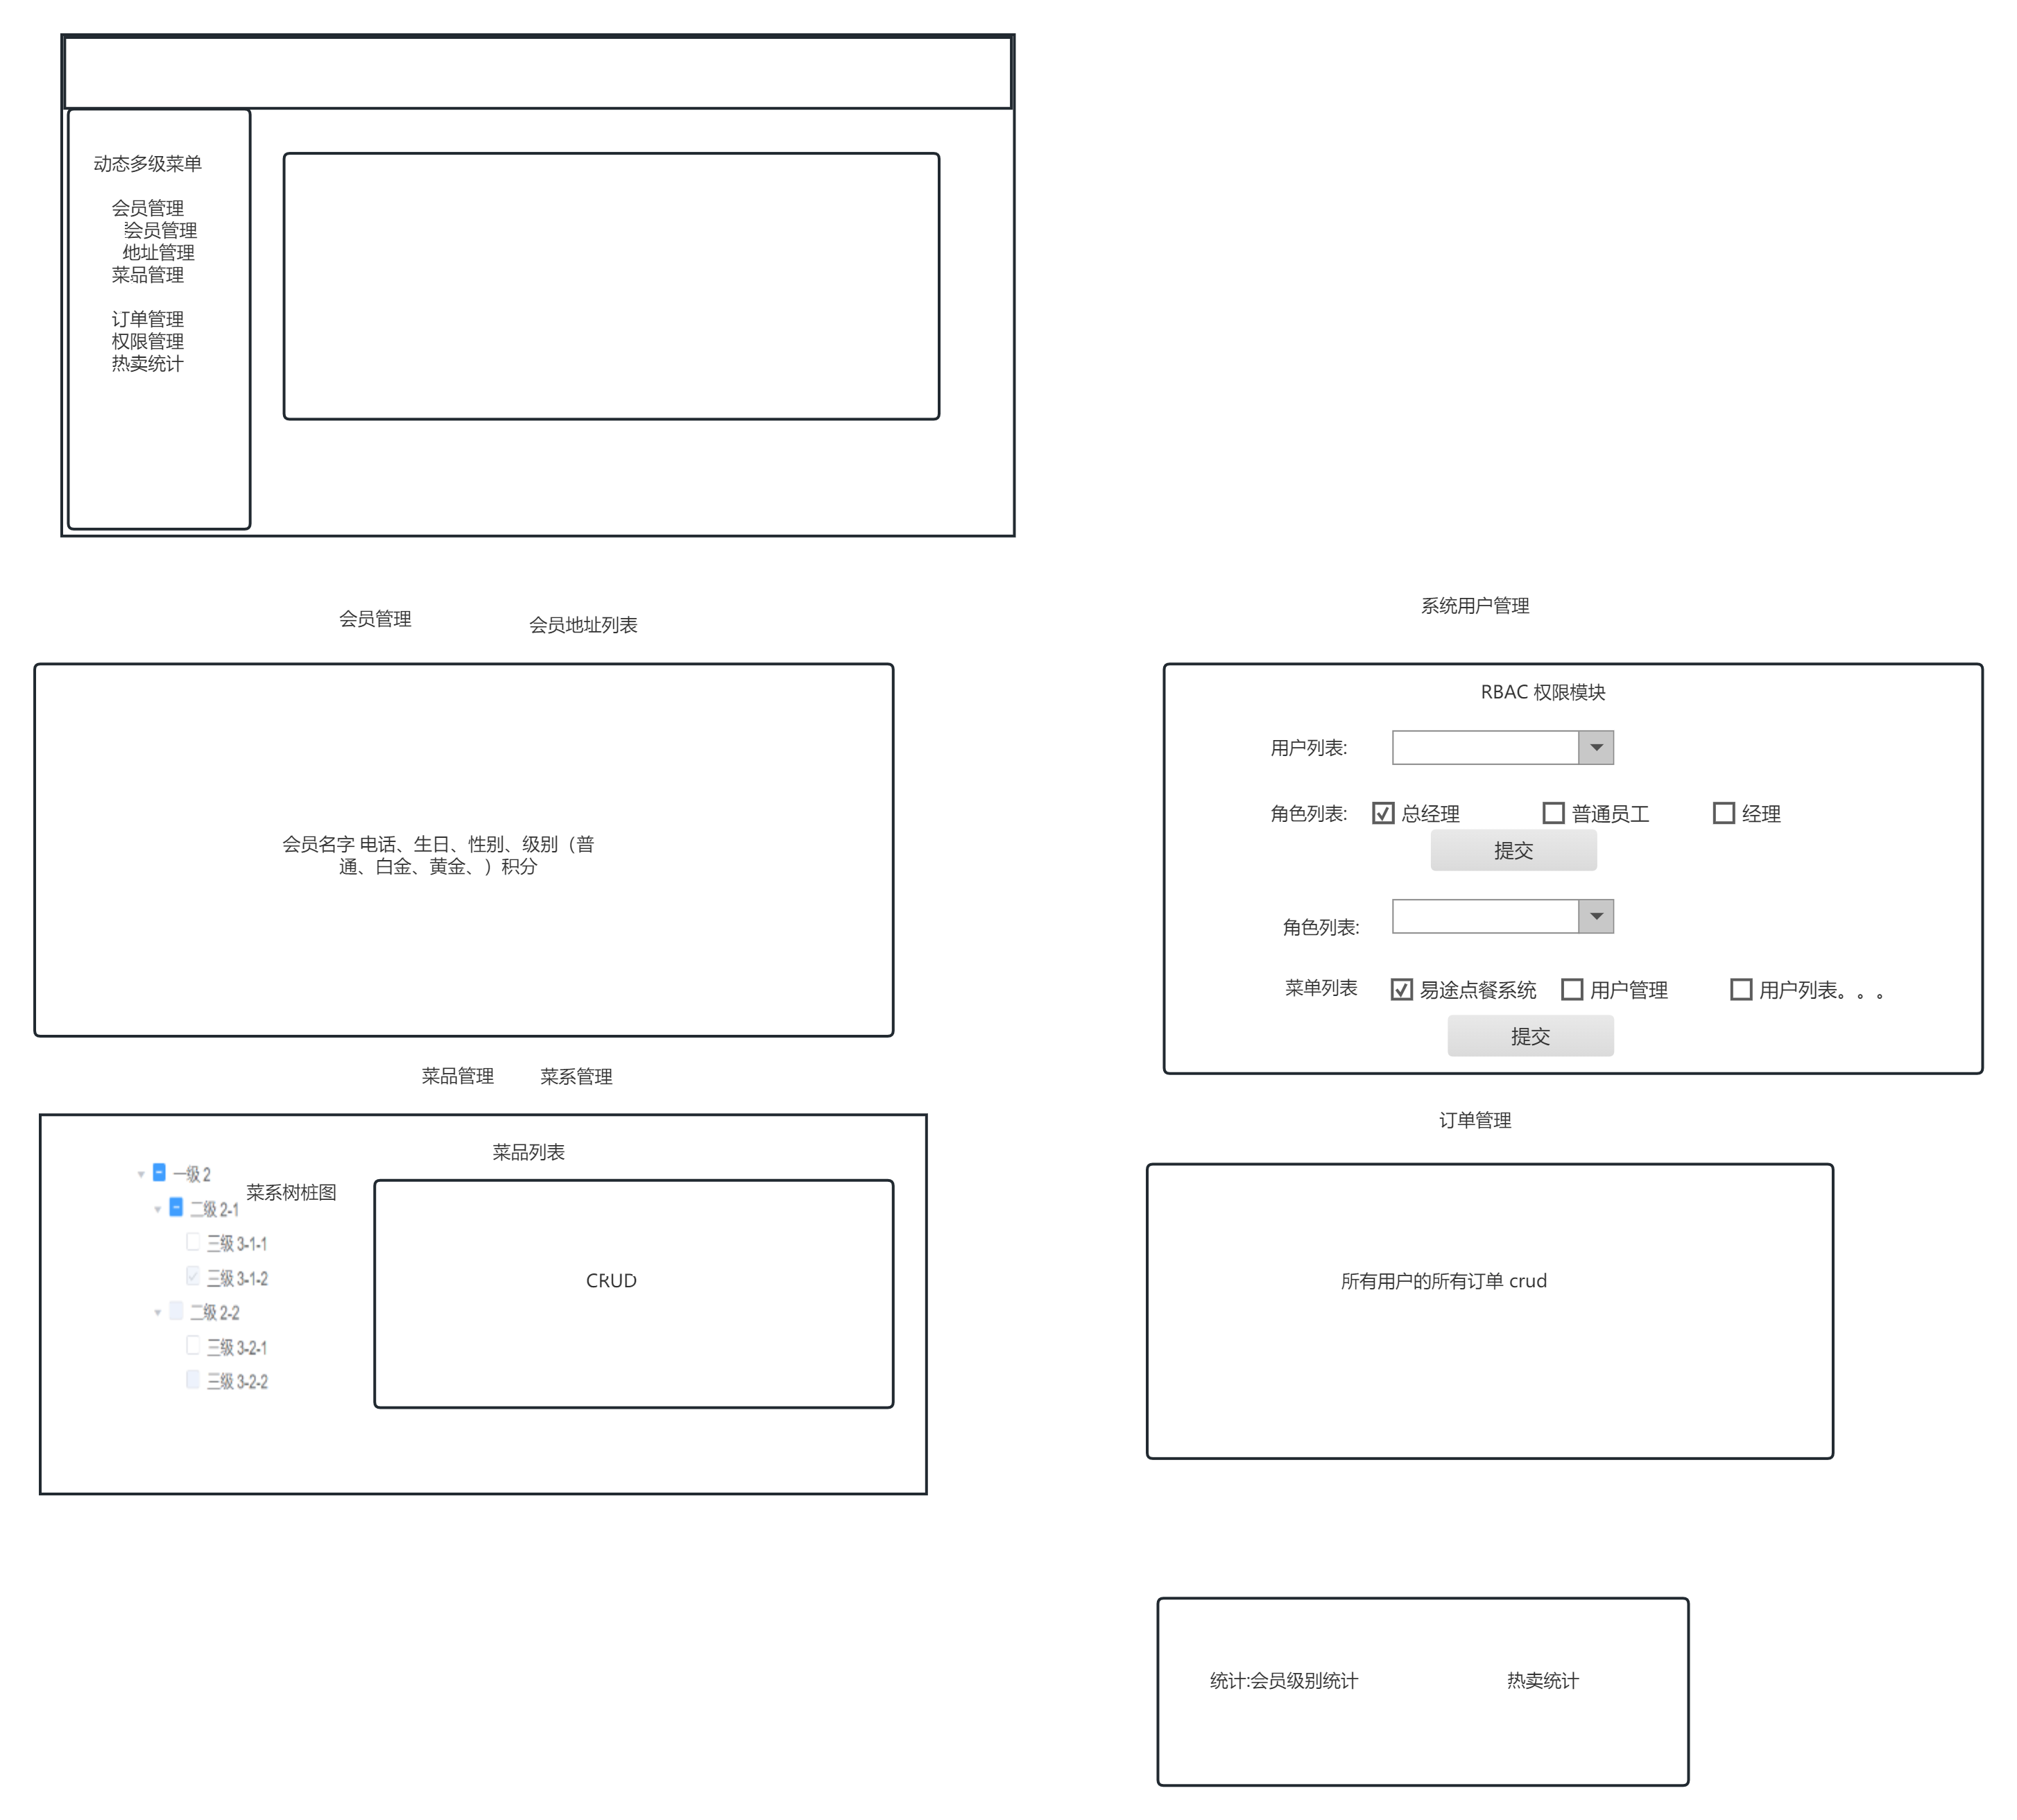 动态多级菜单
会员管理
会员管理
地址管理
菜品管理
订单管理
权限管理
热卖统计
会员管理
会员地址列表
会员名字 电话、生日、性别、级别（普
通、白金、黄金、）积分
菜品管理
菜系管理
菜品列表
一级 2
菜系树桩图
二级 2-1
三级 3-1-1
三级 3-1-2
二级 2-2
三级 3-2-1
三级 3-2-2
CRUD
系统用户管理
RBAC 权限模块
用户列表:
角色列表: 总经理 普通员工 经理
提交
角色列表:
菜单列表 易途点餐系统 用户管理 用户列表。。。
提交
订单管理
所有用户的所有订单 crud
统计:会员级别统计 热卖统计